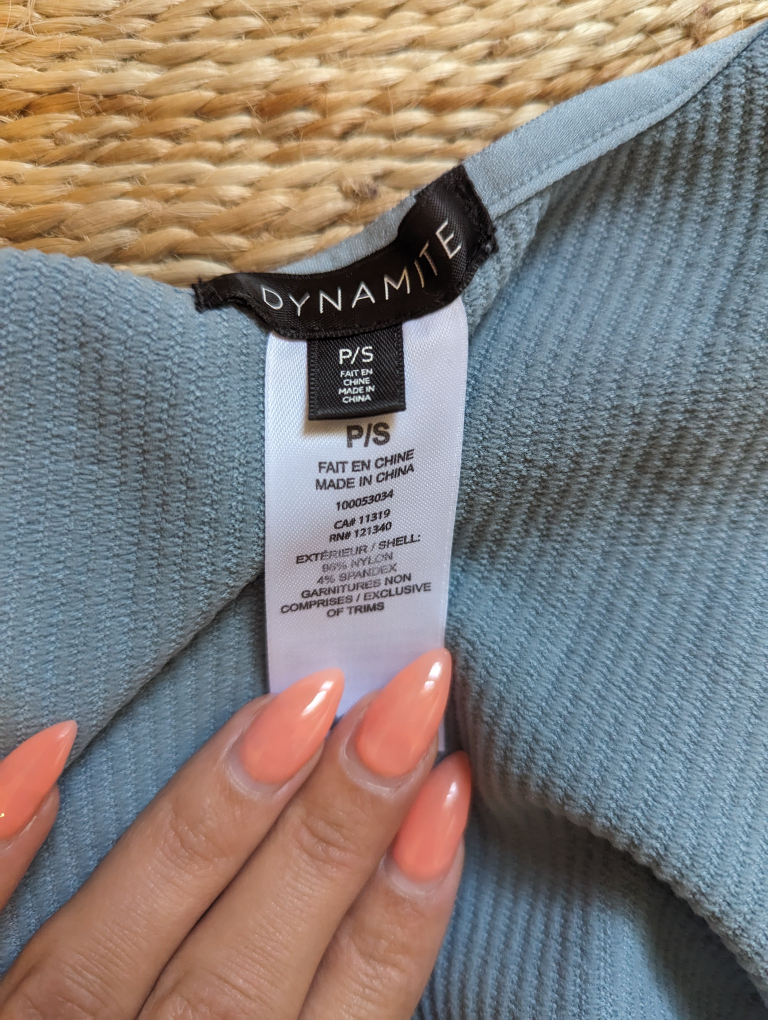 DYNAMITE
P/S
FAIT EN
CHINE
MADE IN
CHINA
P/S
FAIT EN CHINE
MADE IN CHINA
100053034
CA# 11319
RN# 121340
EXTÉRIEUR / SHELL:
96% NYLON
4% SPANDEX
GARNITURES NON
COMPRISES / EXCLUSIVE
OF TRIMS